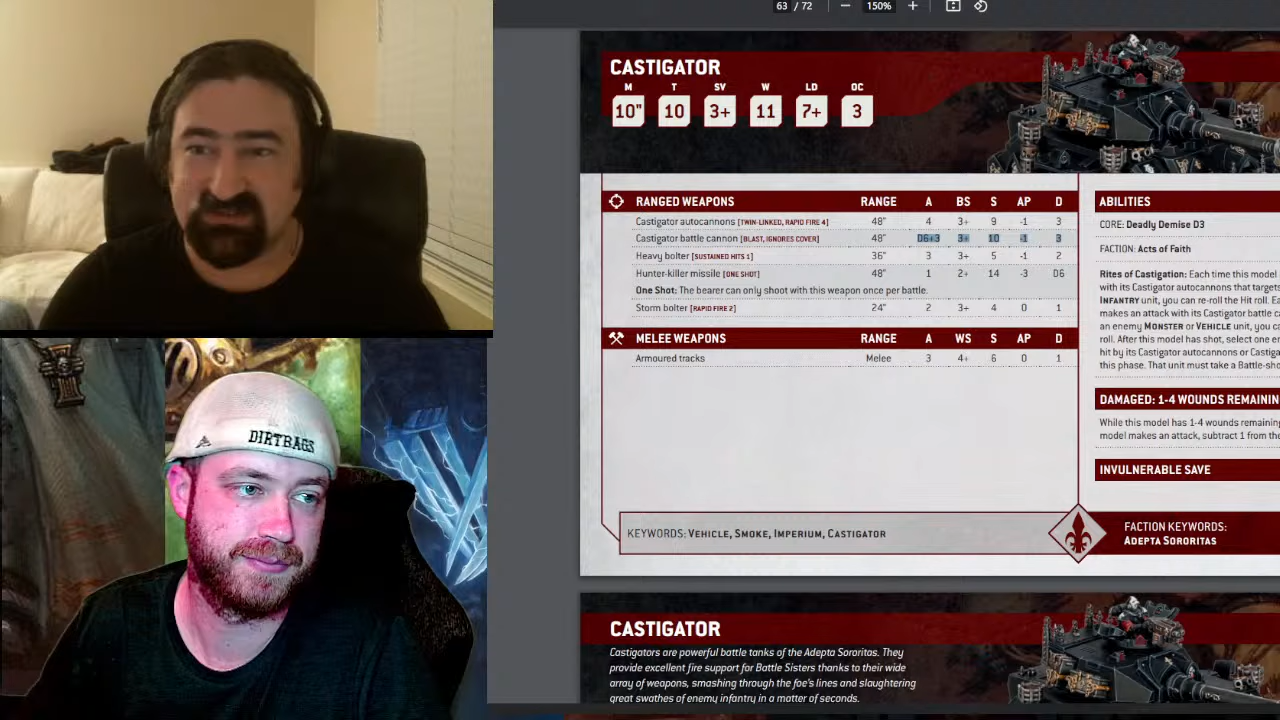 63 / 72
150%
DIRTBAGS
CASTIGATOR
M T SV W LD OC
10" 10 3+ 11 7+ 3
RANGED WEAPONS RANGE A BS S AP D
Castigator autocannons [TWIN-LINKED, RAPID FIRE 4] 48" 4 3+ 9 -1 3
Castigator battle cannon [BLAST, IGNORES COVER] 48" D6+3 3+ 10 -1 3
Heavy bolter [SUSTAINED HITS 1] 36" 3 3+ 5 -1 2
Hunter-killer missile [ONE SHOT] 48" 1 2+ 14 -3 D6
One Shot: The bearer can only shoot with this weapon once per battle.
Storm bolter [RAPID FIRE 2] 24" 2 3+ 4 0 1
MELEE WEAPONS RANGE A WS S AP D
Armoured tracks Melee 3 4+ 6 0 1
ABILITIES
CORE: Deadly Demise D3
FACTION: Acts of Faith
Rites of Castigation: Each time this model
with its Castigator autocannons that targets
INFANTRY unit, you can re-roll the Hit roll. Ea
makes an attack with its Castigator battle ca
an enemy MONSTER or VEHICLE unit, you c
roll. After this model has shot, select one en
hit by its Castigator autocannons or Castiga
this phase. That unit must take a Battle-sho
DAMAGED: 1-4 WOUNDS REMAININ
While this model has 1-4 wounds remaining
model makes an attack, subtract 1 from the
INVULNERABLE SAVE
KEYWORDS: VEHICLE, SMOKE, IMPERIUM, CASTIGATOR
FACTION KEYWORDS:
ADEPTA SORORITAS
CASTIGATOR
Castigators are powerful battle tanks of the Adepta Sororitas. They
provide excellent fire support for Battle Sisters thanks to their wide
array of weapons, smashing through the foe's lines and slaughtering
great swathes of enemy infantry in a matter of seconds.